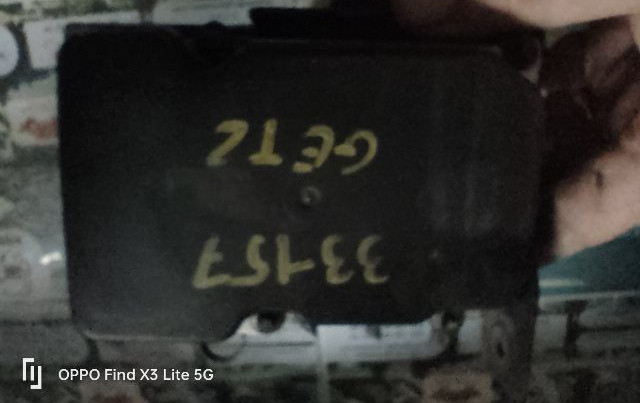 33157
GETZ
OPPO Find X3 Lite 5G